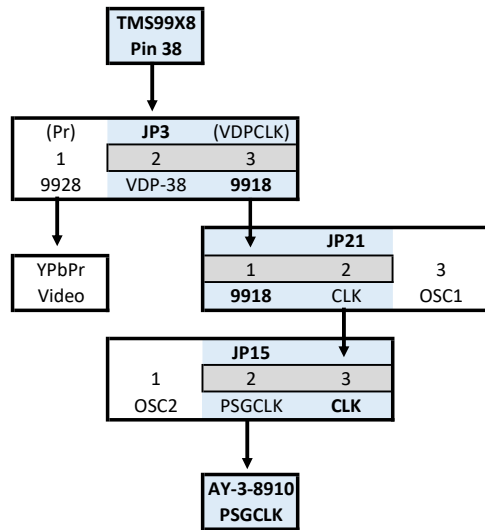 TMS99X8
Pin 38
(Pr) JP3 (VDPCLK)
1 2 3
9928 VDP-38 9918
YPbPr
Video
JP21
1 2 3
9918 CLK OSC1
JP15
1 2 3
OSC2 PSGCLK CLK
AY-3-8910
PSGCLK